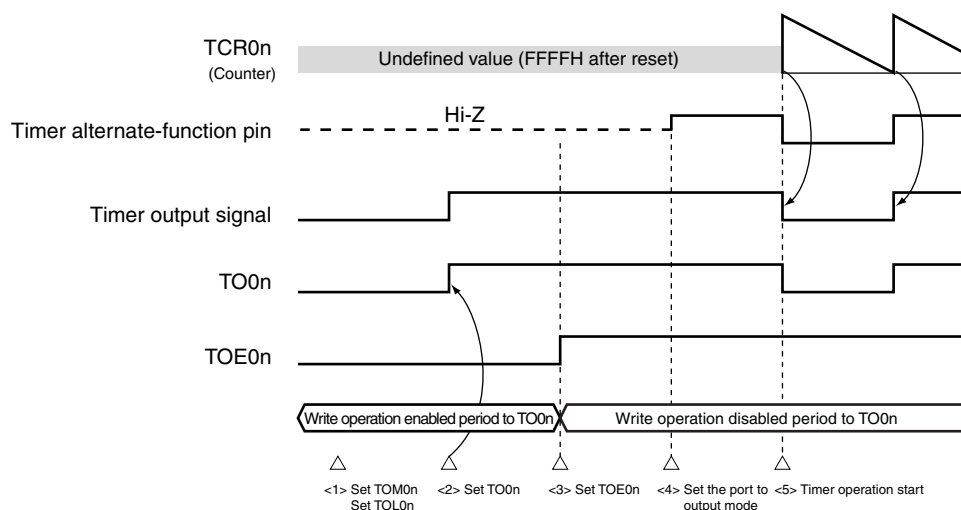 TCR0n
(Counter)
Undefined value (FFFFH after reset)
Hi-Z
Timer alternate-function pin
Timer output signal
TO0n
TOE0n
Write operation enabled period to TO0n
Write operation disabled period to TO0n
<1> Set TOM0n
Set TOL0n
<2> Set TO0n
<3> Set TOE0n
<4> Set the port to
output mode
<5> Timer operation start